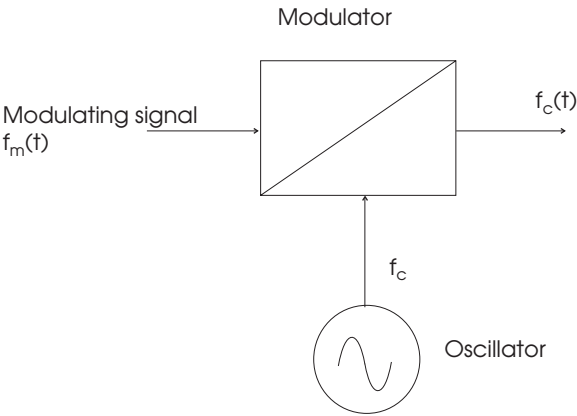 Modulator
Modulating signal
fm(t)
fc(t)
fc
Oscillator